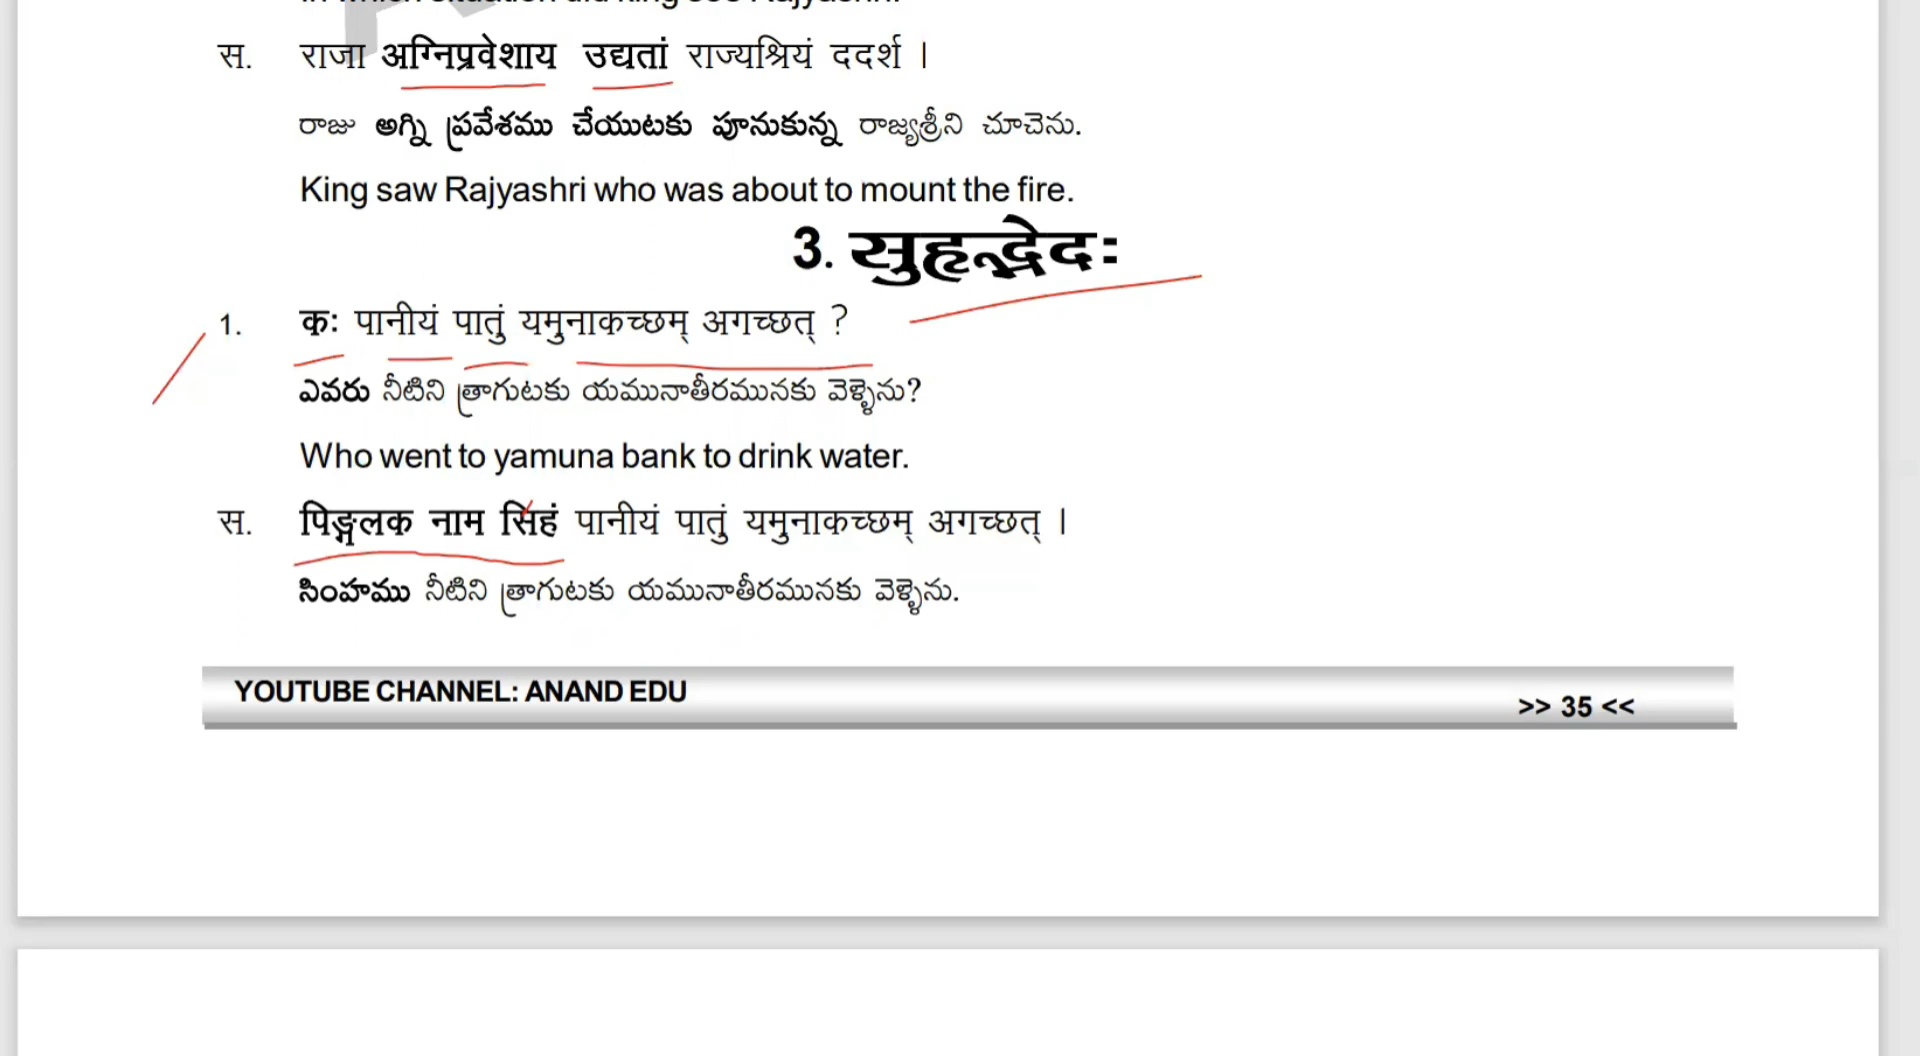 स. राजा अग्निप्रवेशाय उद्यतां राज्यश्रियं ददर्श ।
రాజు అగ్ని ప్రవేశము చేయుటకు పూనుకున్న రాజ్యశ్రీని చూచెను.
King saw Rajyashri who was about to mount the fire.
3. सुहृद्भेदः
1. कः पानीयं पातुं यमुनाकच्छम् अगच्छत् ?
ఎవరు నీటిని త్రాగుటకు యమునాతీరమునకు వెళ్ళెను?
Who went to yamuna bank to drink water.
स. पिङ्गलक नाम सिंहं पानीयं पातुं यमुनाकच्छम् अगच्छत् ।
సింహము నీటిని త్రాగుటకు యమునాతీరమునకు వెళ్ళెను.
YOUTUBE CHANNEL: ANAND EDU
>> 35 <<